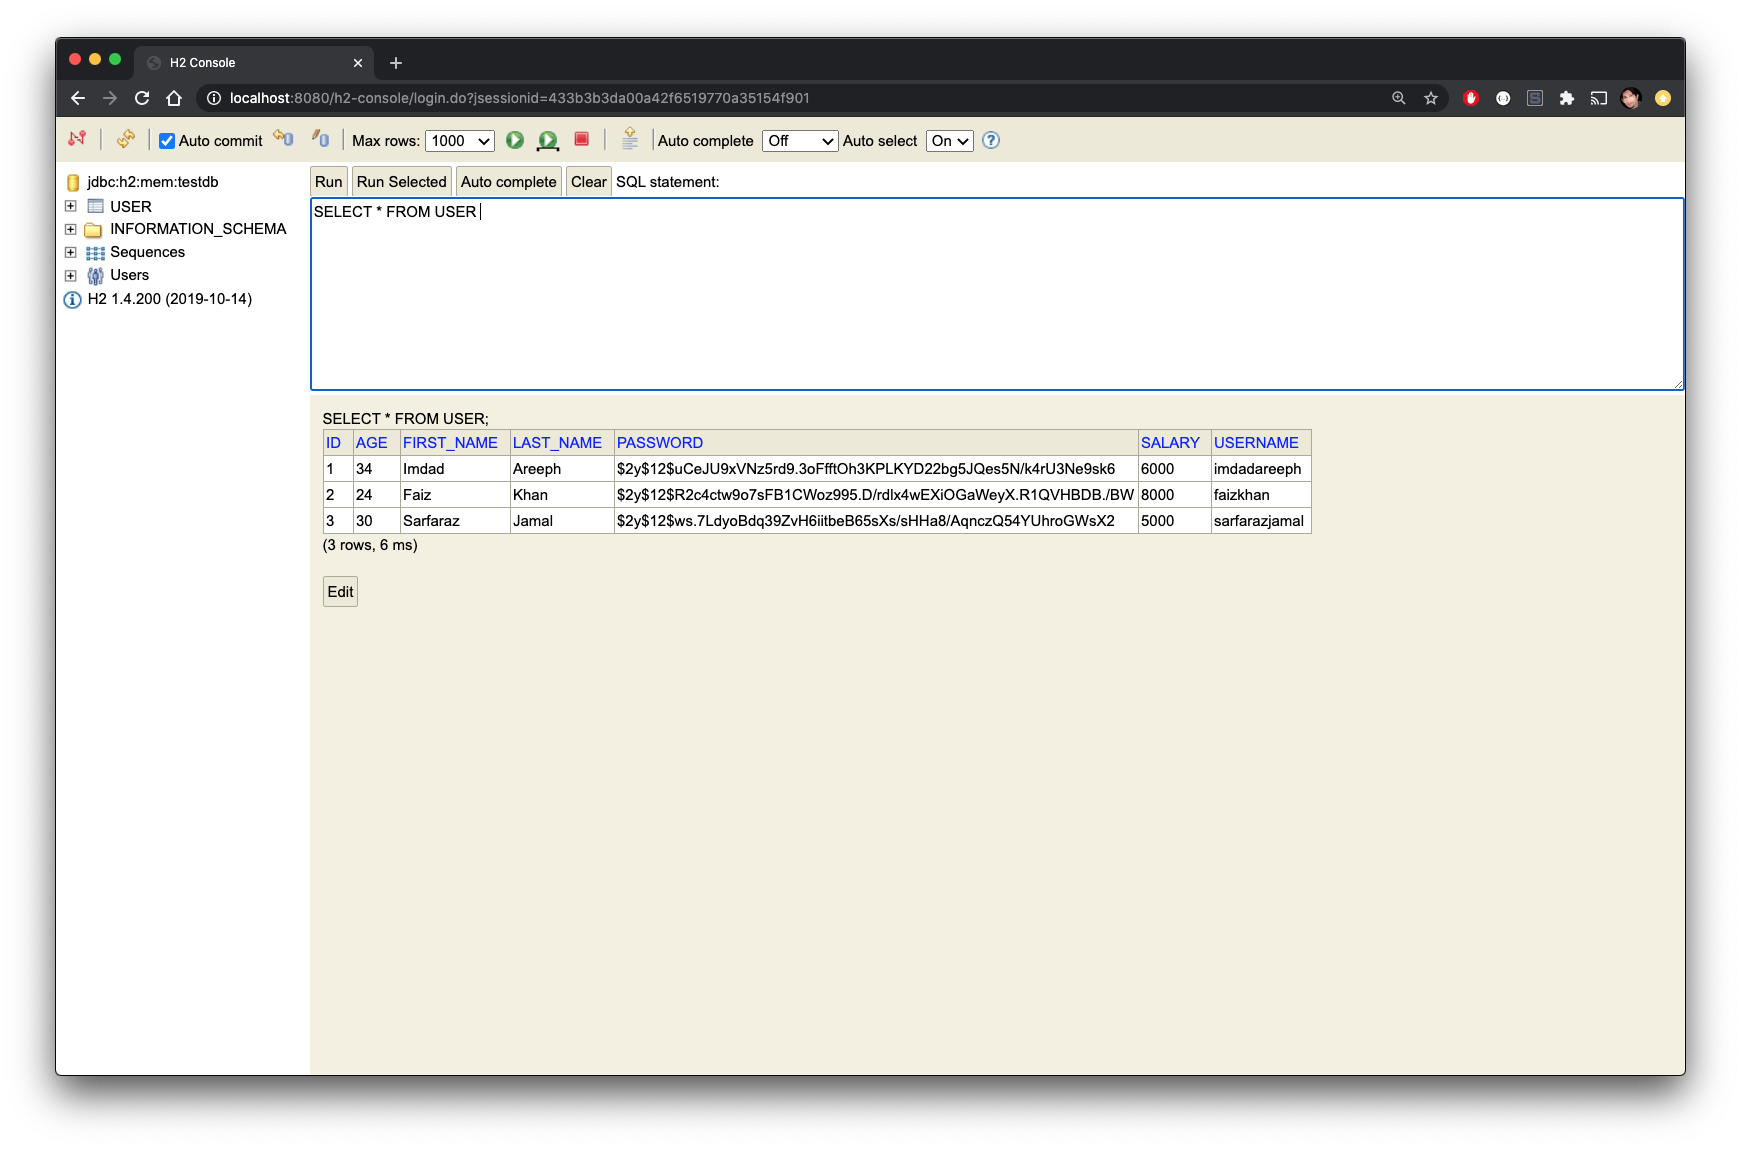 H2 Console
localhost:8080/h2-console/login.do?jsessionid=433b3b3da00a42f6519770a35154f901
Auto commit Max rows: 1000 Auto complete Off Auto select On ?
jdbc:h2:mem:testdb
USER
INFORMATION_SCHEMA
Sequences
Users
H2 1.4.200 (2019-10-14)
Run Run Selected Auto complete Clear SQL statement:
SELECT * FROM USER
SELECT * FROM USER;
ID AGE FIRST_NAME LAST_NAME PASSWORD SALARY USERNAME
1 34 Imdad Areeph $2y$12$uCeJU9xVNz5rd9.3oFfftOh3KPLKYD22bg5JQes5N/k4rU3Ne9sk6 6000 imdadareeph
2 24 Faiz Khan $2y$12$R2c4ctw9o7sFB1CWoz995.D/rdlx4wEXiOGaWeyX.R1QVHBDB./BW 8000 faizkhan
3 30 Sarfaraz Jamal $2y$12$ws.7LdyoBdq39ZvH6iitbeB65sXs/sHHa8/AqnczQ54YUhroGWsX2 5000 sarfarazjamal
(3 rows, 6 ms)
Edit